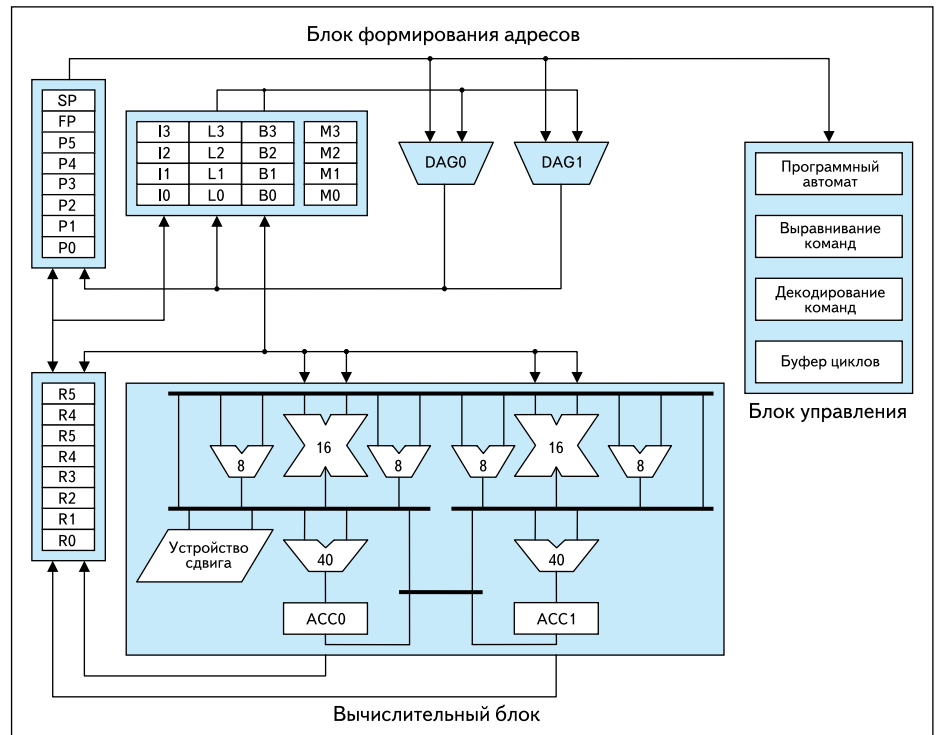 Блок формирования адресов
SP
FP
P5
P4
P3
P2
P1
P0
I3 L3 B3 M3
I2 L2 B2 M2
I1 L1 B1 M1
I0 L0 B0 M0
DAG0
DAG1
Программный
автомат
Выравнивание
команд
Декодирование
команд
Буфер циклов
Блок управления
R5
R4
R5
R4
R3
R2
R1
R0
8
16
8
8
16
8
Устройство
сдвига
40
40
ACC0
ACC1
Вычислительный блок